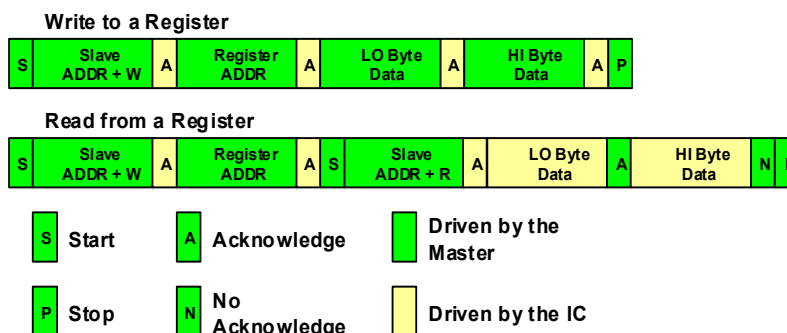 Write to a Register
S Slave ADDR + W A Register ADDR A LO Byte Data A HI Byte Data A P
Read from a Register
S Slave ADDR + W A Register ADDR A S Slave ADDR + R A LO Byte Data A HI Byte Data N
S Start A Acknowledge Driven by the Master
P Stop N No Acknowledge Driven by the IC